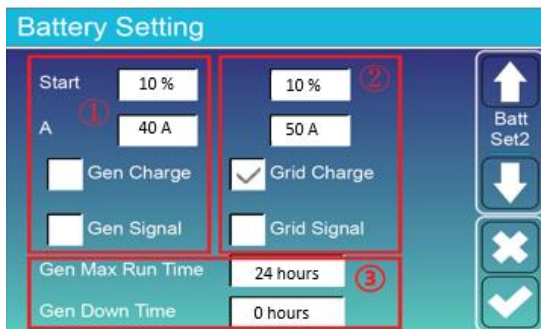 Battery Setting
Start 10 % 10 % ②
① A 40 A 50 A
Gen Charge Grid Charge
Gen Signal Grid Signal
Gen Max Run Time 24 hours ③
Gen Down Time 0 hours
Batt
Set2